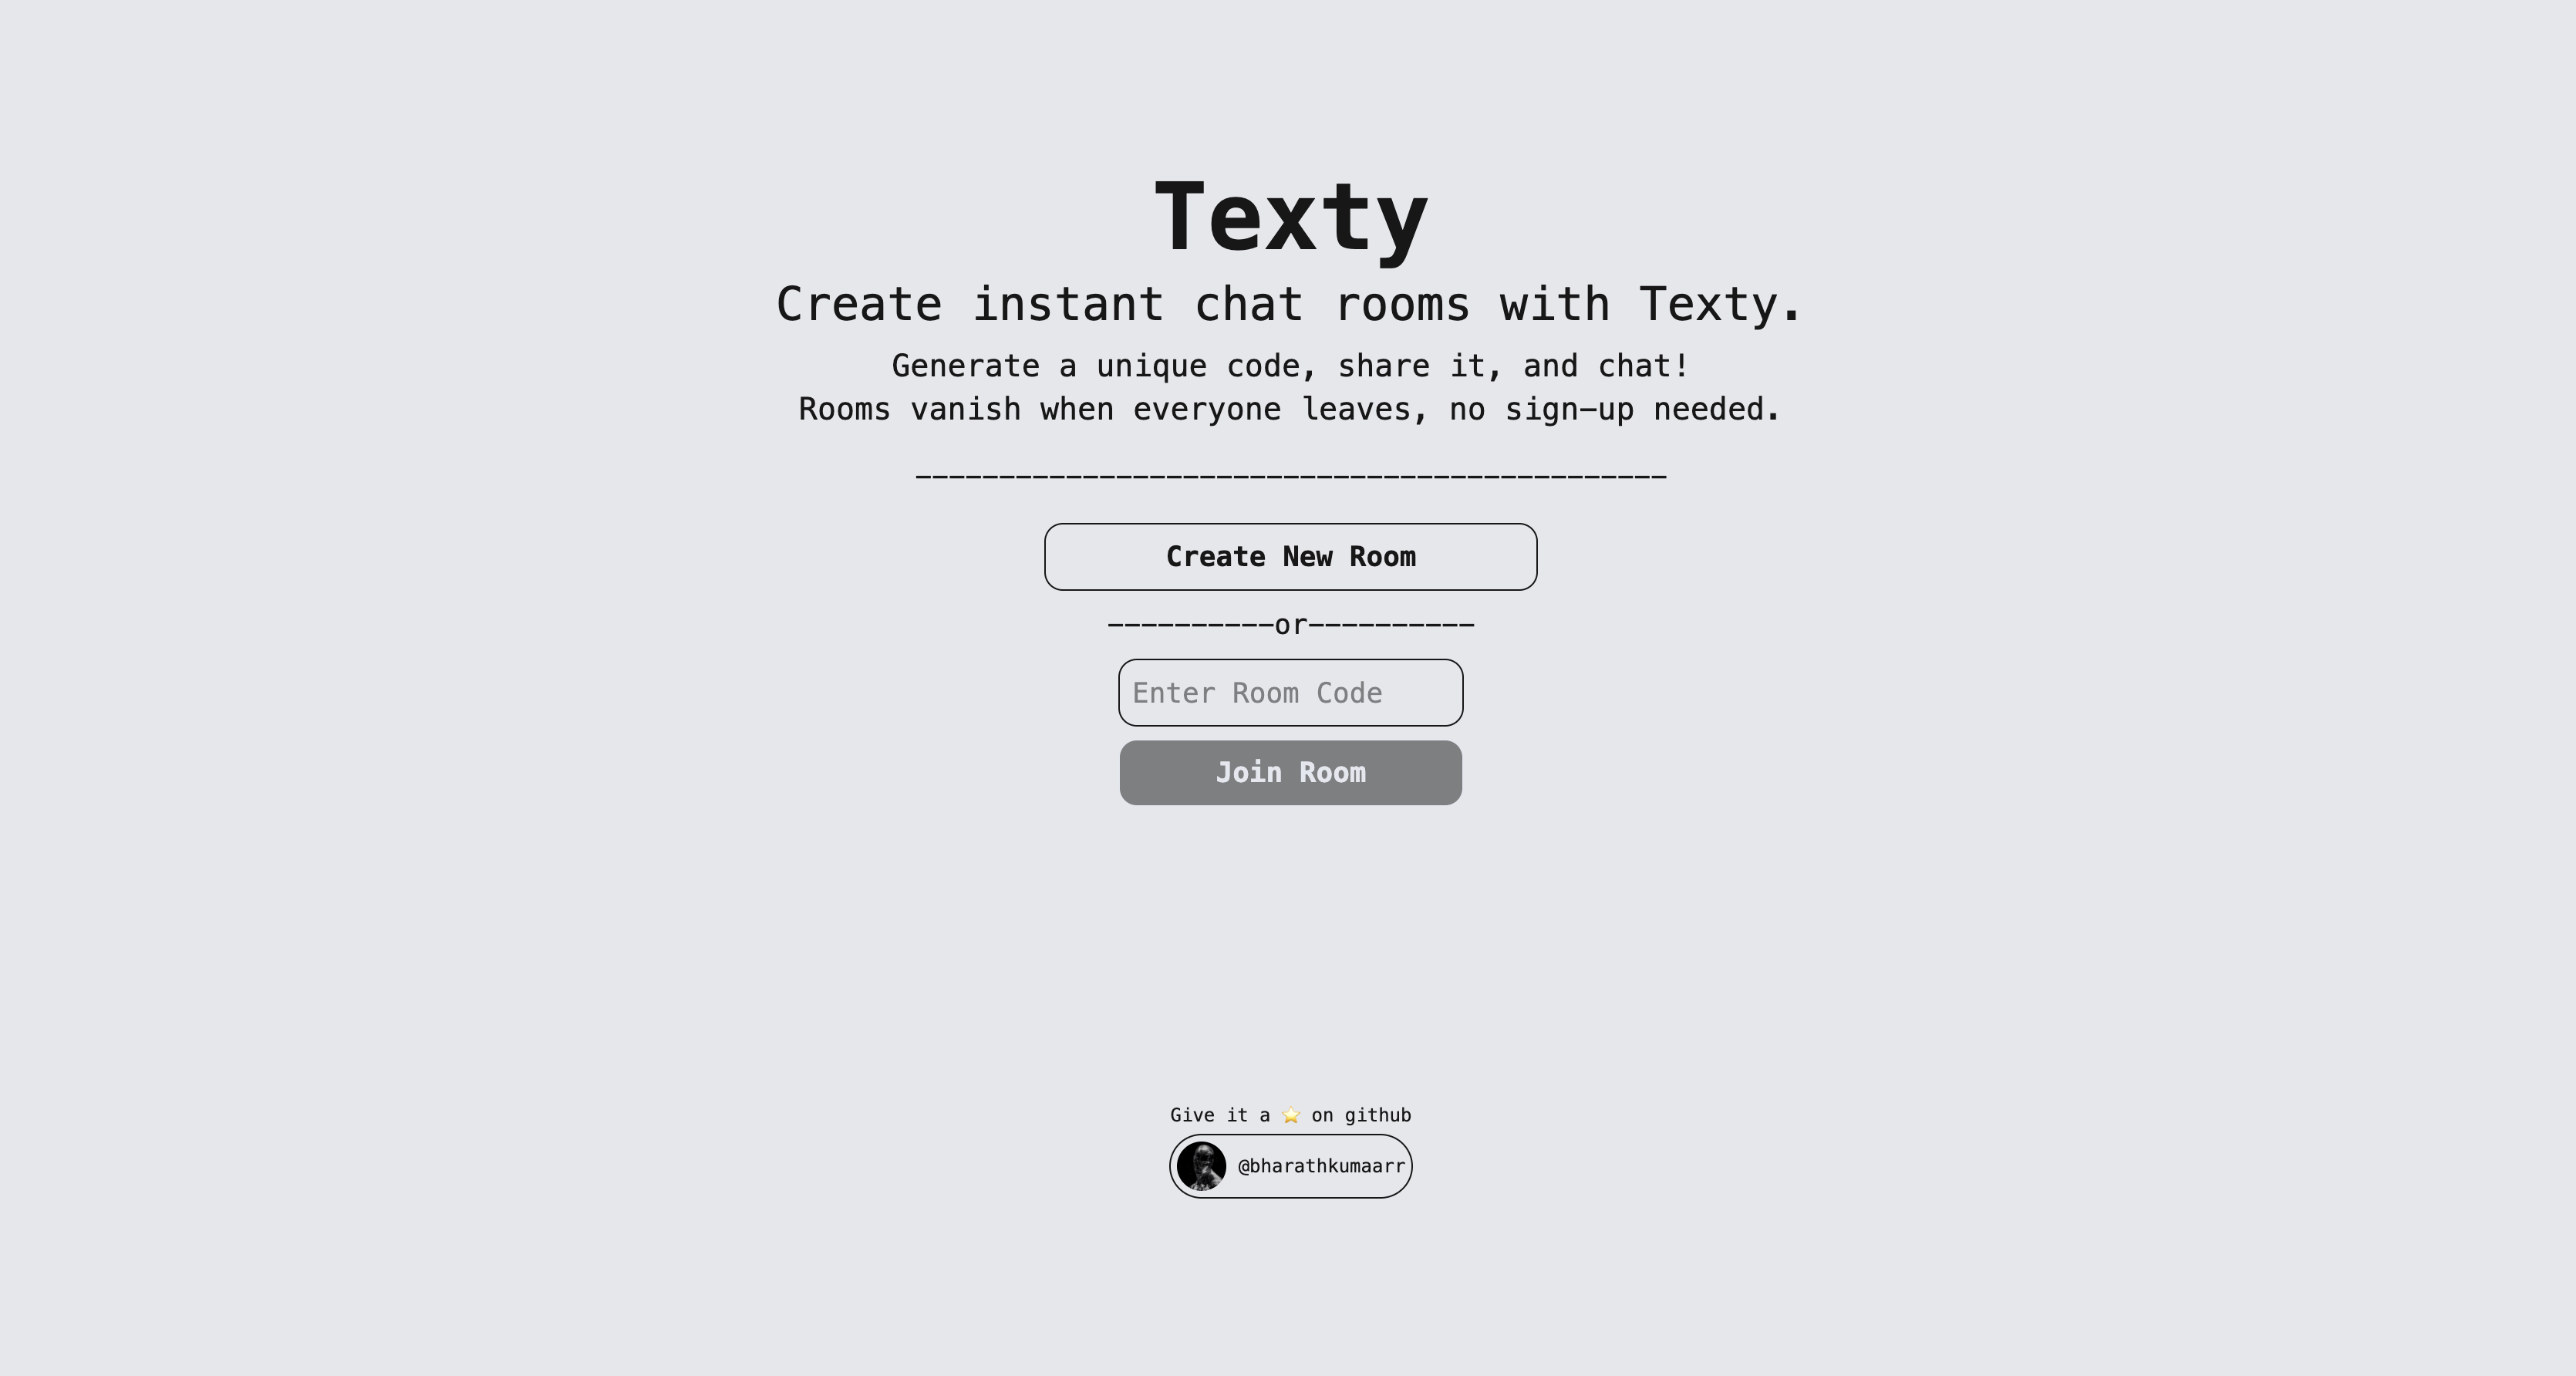 Texty
Create instant chat rooms with Texty.
Generate a unique code, share it, and chat!
Rooms vanish when everyone leaves, no sign-up needed.
---------------------------------------------
Create New Room
----------or----------
Enter Room Code
Join Room
Give it a ⭐ on github
@bharathkumaarr